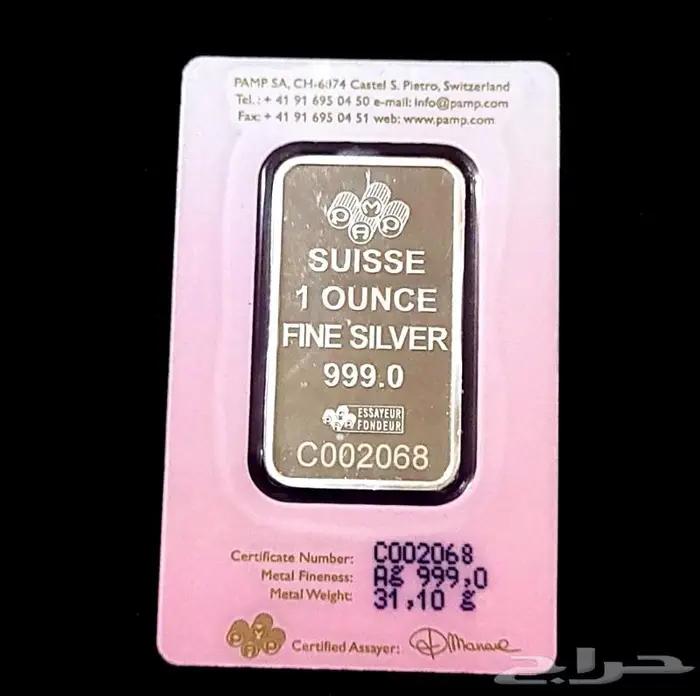 PAMP SA, CH-6074 Castel S. Pietro, Switzerland
Tel.: + 41 91 695 04 50 e-mail: info@pamp.com
Fax: + 41 91 695 04 51 web: www.pamp.com
PAMP
SUISSE
1 OUNCE
FINE SILVER
999.0
ESSAYEUR
FONDEUR
C002068
Certificate Number: C002068
Metal Fineness: Ag 999,0
Metal Weight: 31,10 g
PAMP
Certified Assayer:
حراج